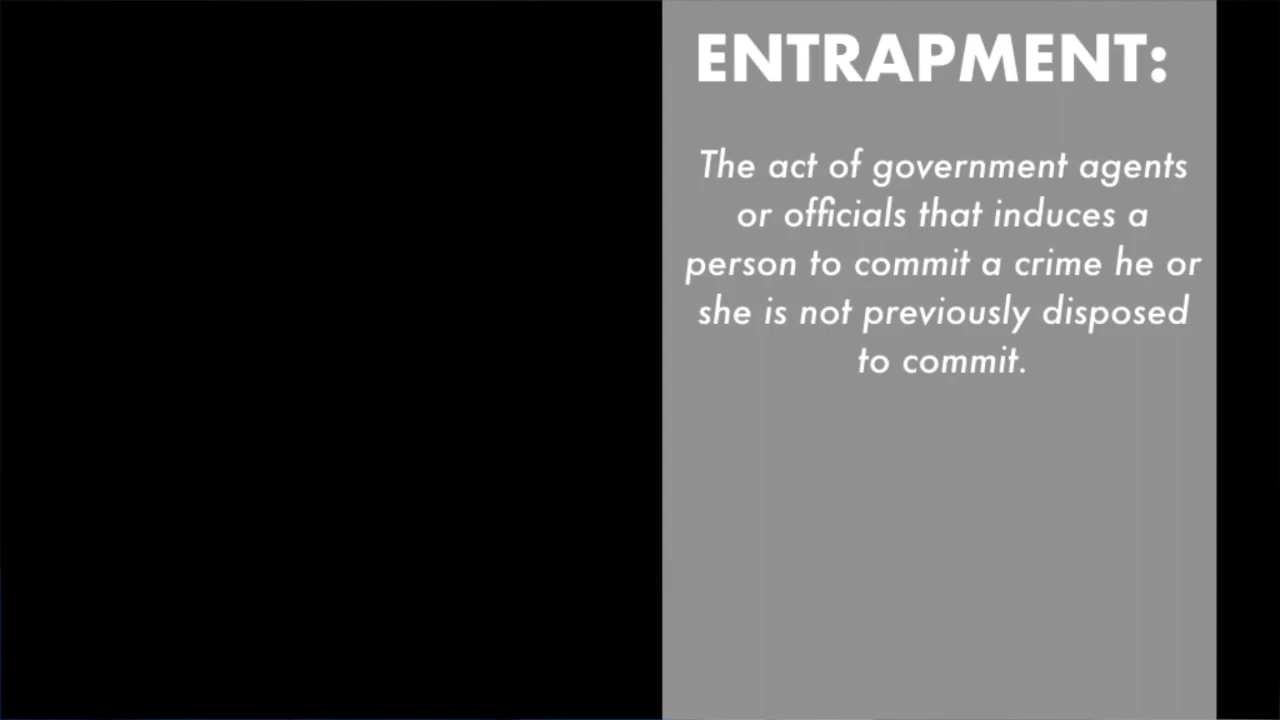 ENTRAPMENT:
The act of government agents
or officials that induces a
person to commit a crime he or
she is not previously disposed
to commit.